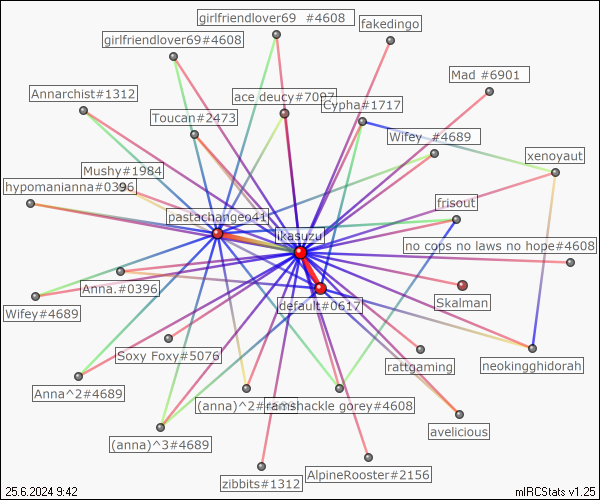 girlfriendlover69 #4608
fakedingo
girlfriendlover69#4608
Mad #6901
Annarchist#1312
ace deucy#7097
Cypha#1717
Toucan#2473
Wifey #4689
xenoyaut
Mushy#1984
hypomanianna#0396
frisout
pastachangeo41
ikasuzu
no cops no laws no hope#4608
Anna.#0396
Skalman
Wifey#4689
default#0617
Soxy Foxy#5076
rattgaming
neokingghidorah
Anna^2#4689
(anna)^2#
ramshackle gorey#4608
avelicious
(anna)^3#4689
AlpineRooster#2156
zibbits#1312
25.6.2024 9:42
mIRCStats v1.25